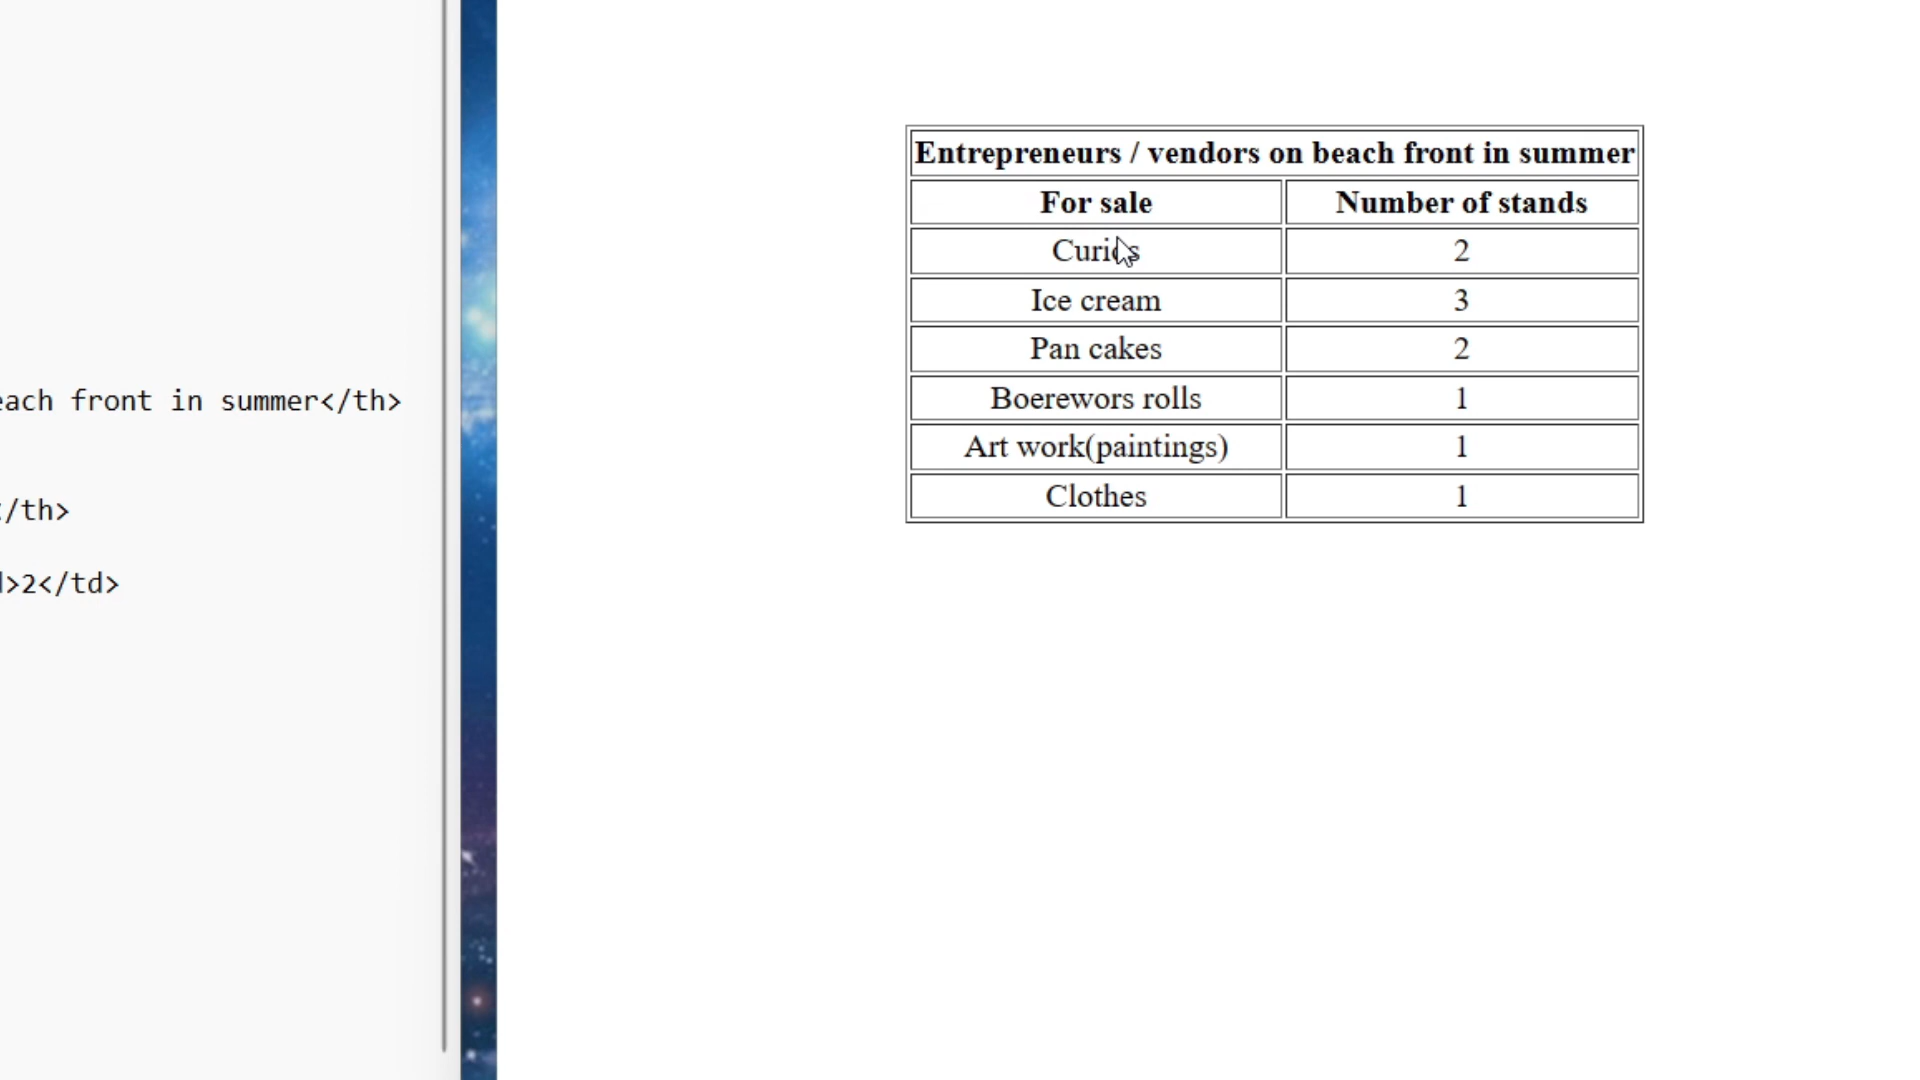 each front in summer</th>
/th>
>2</td>
Entrepreneurs / vendors on beach front in summer
For sale Number of stands
Curios 2
Ice cream 3
Pan cakes 2
Boerewors rolls 1
Art work(paintings) 1
Clothes 1